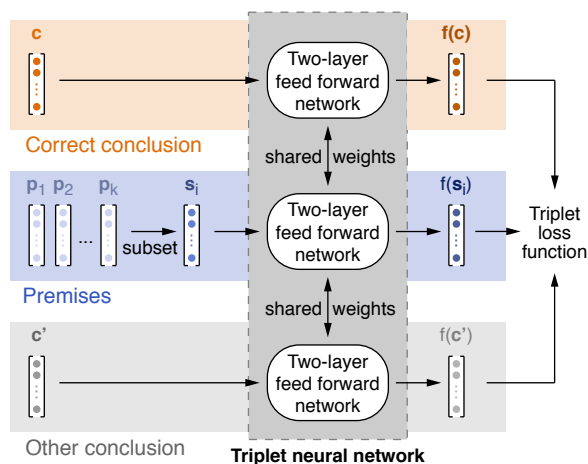 c
Two-layer
feed forward
network
f(c)
Correct conclusion
shared weights
p1 p2 pk
...
subset
si
Two-layer
feed forward
network
f(si)
Triplet
loss
function
Premises
shared weights
c'
Two-layer
feed forward
network
f(c')
Other conclusion
Triplet neural network